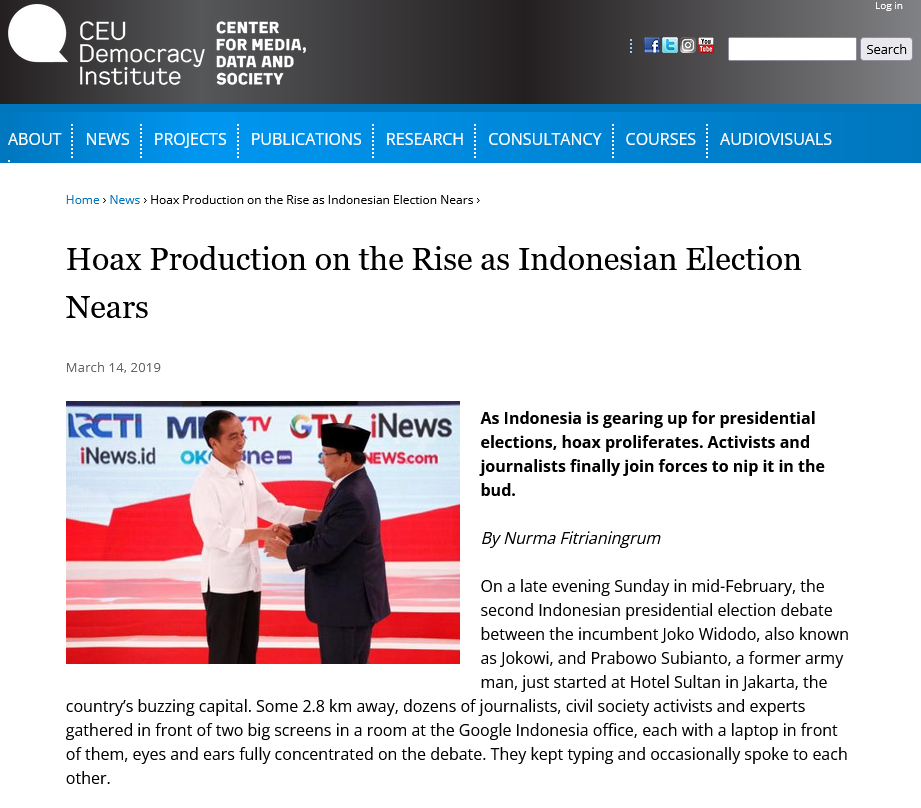 Log in
CEU
Democracy
Institute
CENTER
FOR MEDIA,
DATA AND
SOCIETY
You
Tube
Search
ABOUT
NEWS
PROJECTS
PUBLICATIONS
RESEARCH
CONSULTANCY
COURSES
AUDIOVISUALS
Home › News › Hoax Production on the Rise as Indonesian Election Nears ›
Hoax Production on the Rise as Indonesian Election
Nears
March 14, 2019
RCTI
TV
GTV
iNews
iNews.id
NEWS.com
As Indonesia is gearing up for presidential
elections, hoax proliferates. Activists and
journalists finally join forces to nip it in the
bud.
By Nurma Fitrianingrum
On a late evening Sunday in mid-February, the
second Indonesian presidential election debate
between the incumbent Joko Widodo, also known
as Jokowi, and Prabowo Subianto, a former army
man, just started at Hotel Sultan in Jakarta, the
country’s buzzing capital. Some 2.8 km away, dozens of journalists, civil society activists and experts
gathered in front of two big screens in a room at the Google Indonesia office, each with a laptop in front
of them, eyes and ears fully concentrated on the debate. They kept typing and occasionally spoke to each
other.